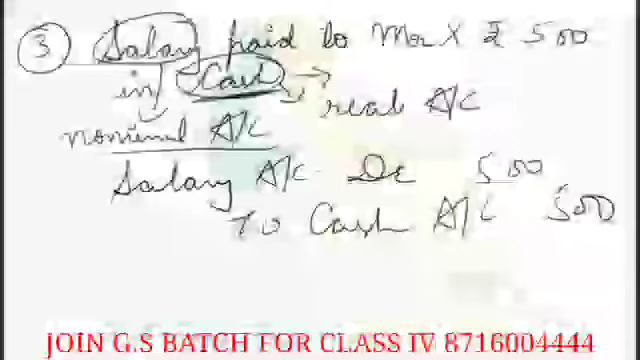 3 Salary paid to Mr X ₹ 500
in Cash → real A/C
nominal A/C
Salary A/C Dr 500
To Cash A/C 500
JOIN G.S BATCH FOR CLASS IV 8716004444